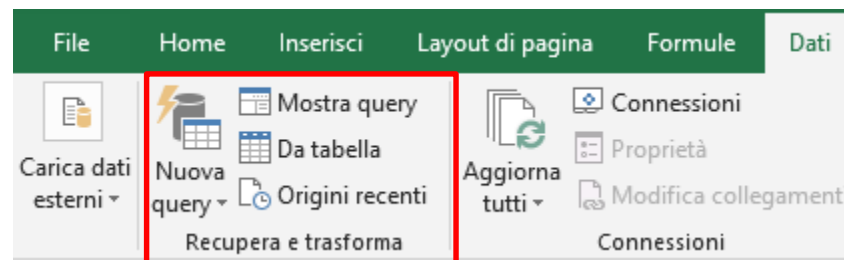 File Home Inserisci Layout di pagina Formule Dati
Carica dati
esterni
Nuova
query
Mostra query
Da tabella
Origini recenti
Recupera e trasforma
Aggiorna
tutti
Connessioni
Proprietà
Modifica collegament
Connessioni